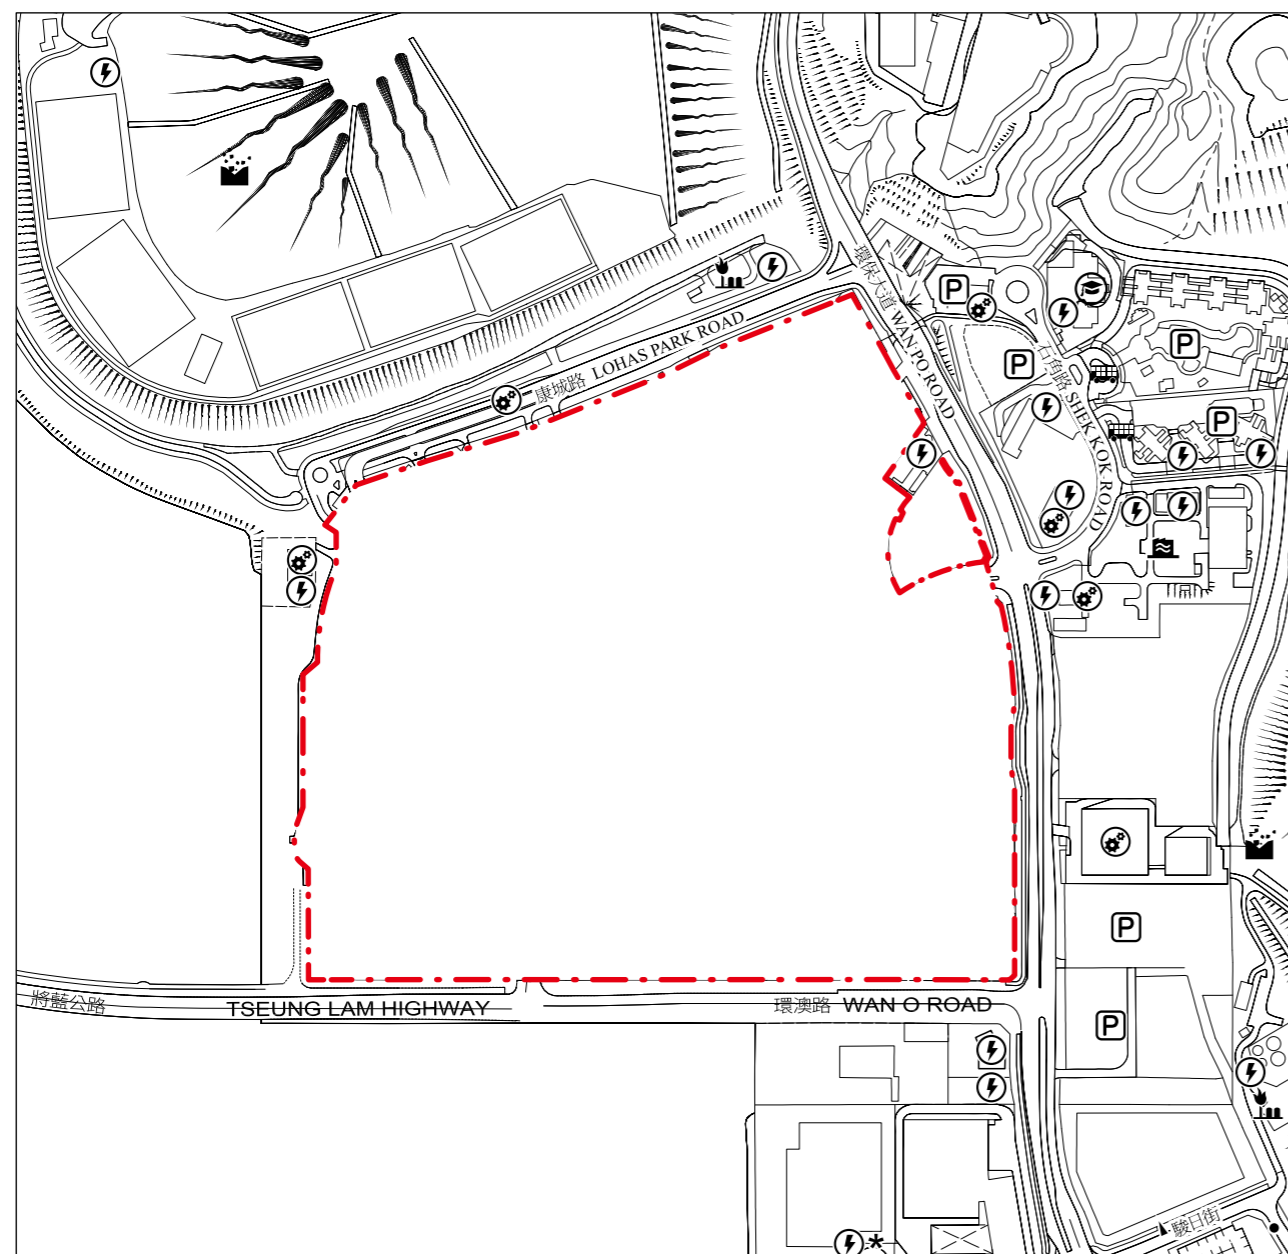 環保大道 WAN PO ROAD
康城路 LOHAS PARK ROAD
石角路 SHEK KOK ROAD
P
P
P
P
將藍公路
TSEUNG LAM HIGHWAY
環澳路 WAN O ROAD
P
P
駿日街